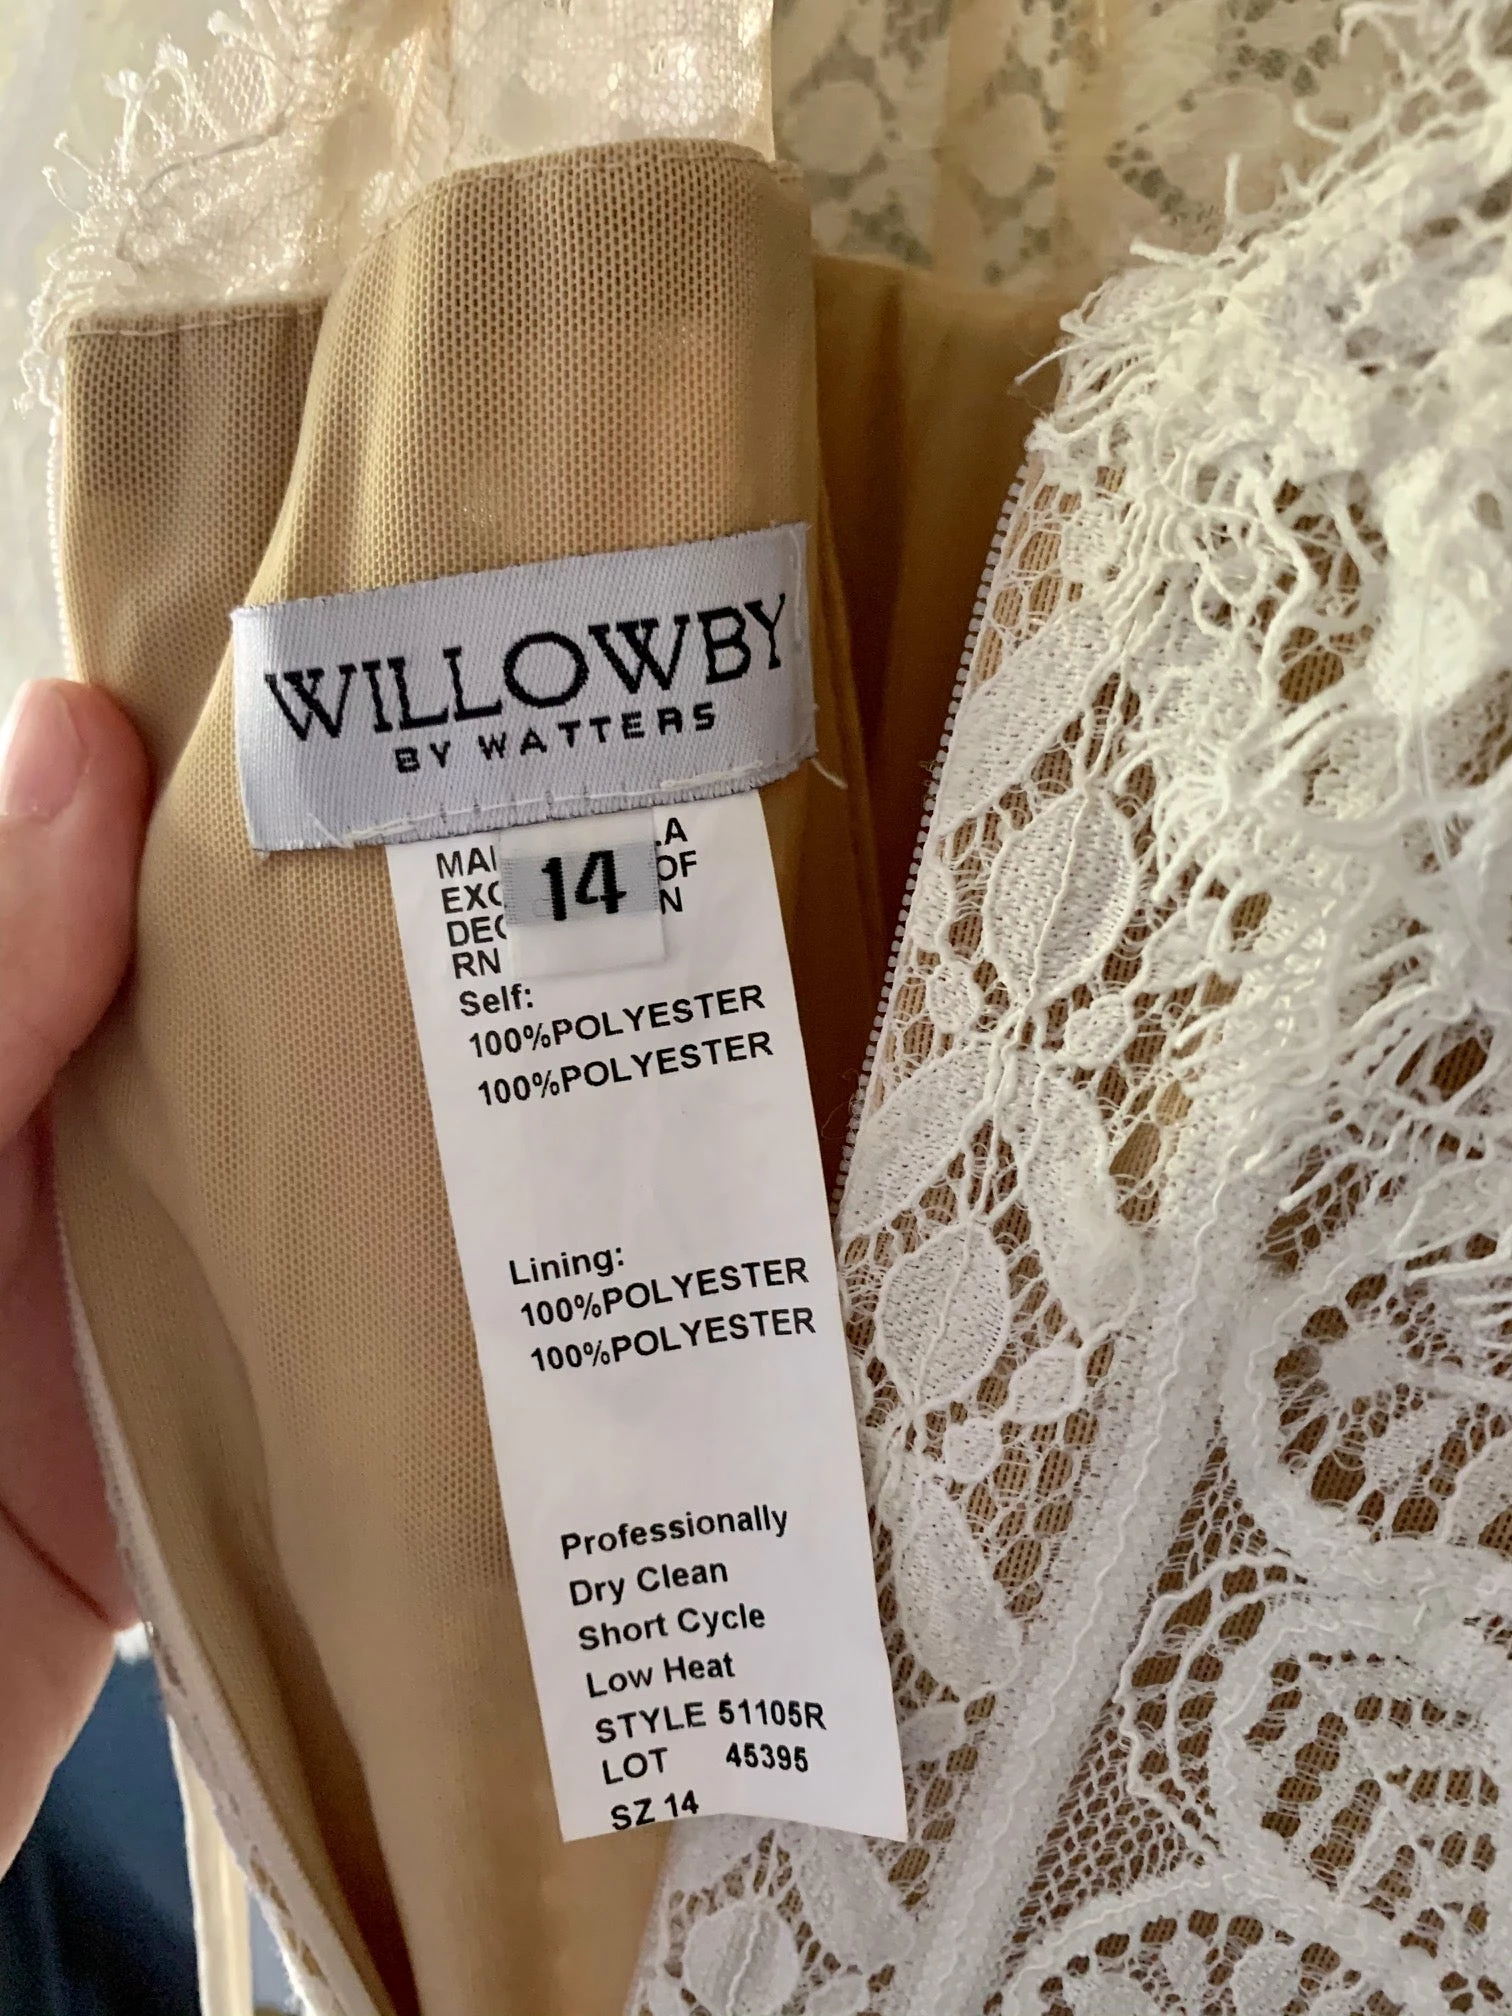 WILLOWBY
BY WATTERS
14
RN
Self:
100%POLYESTER
100%POLYESTER
Lining:
100%POLYESTER
100%POLYESTER
Professionally
Dry Clean
Short Cycle
Low Heat
STYLE 51105R
LOT 45395
SZ 14